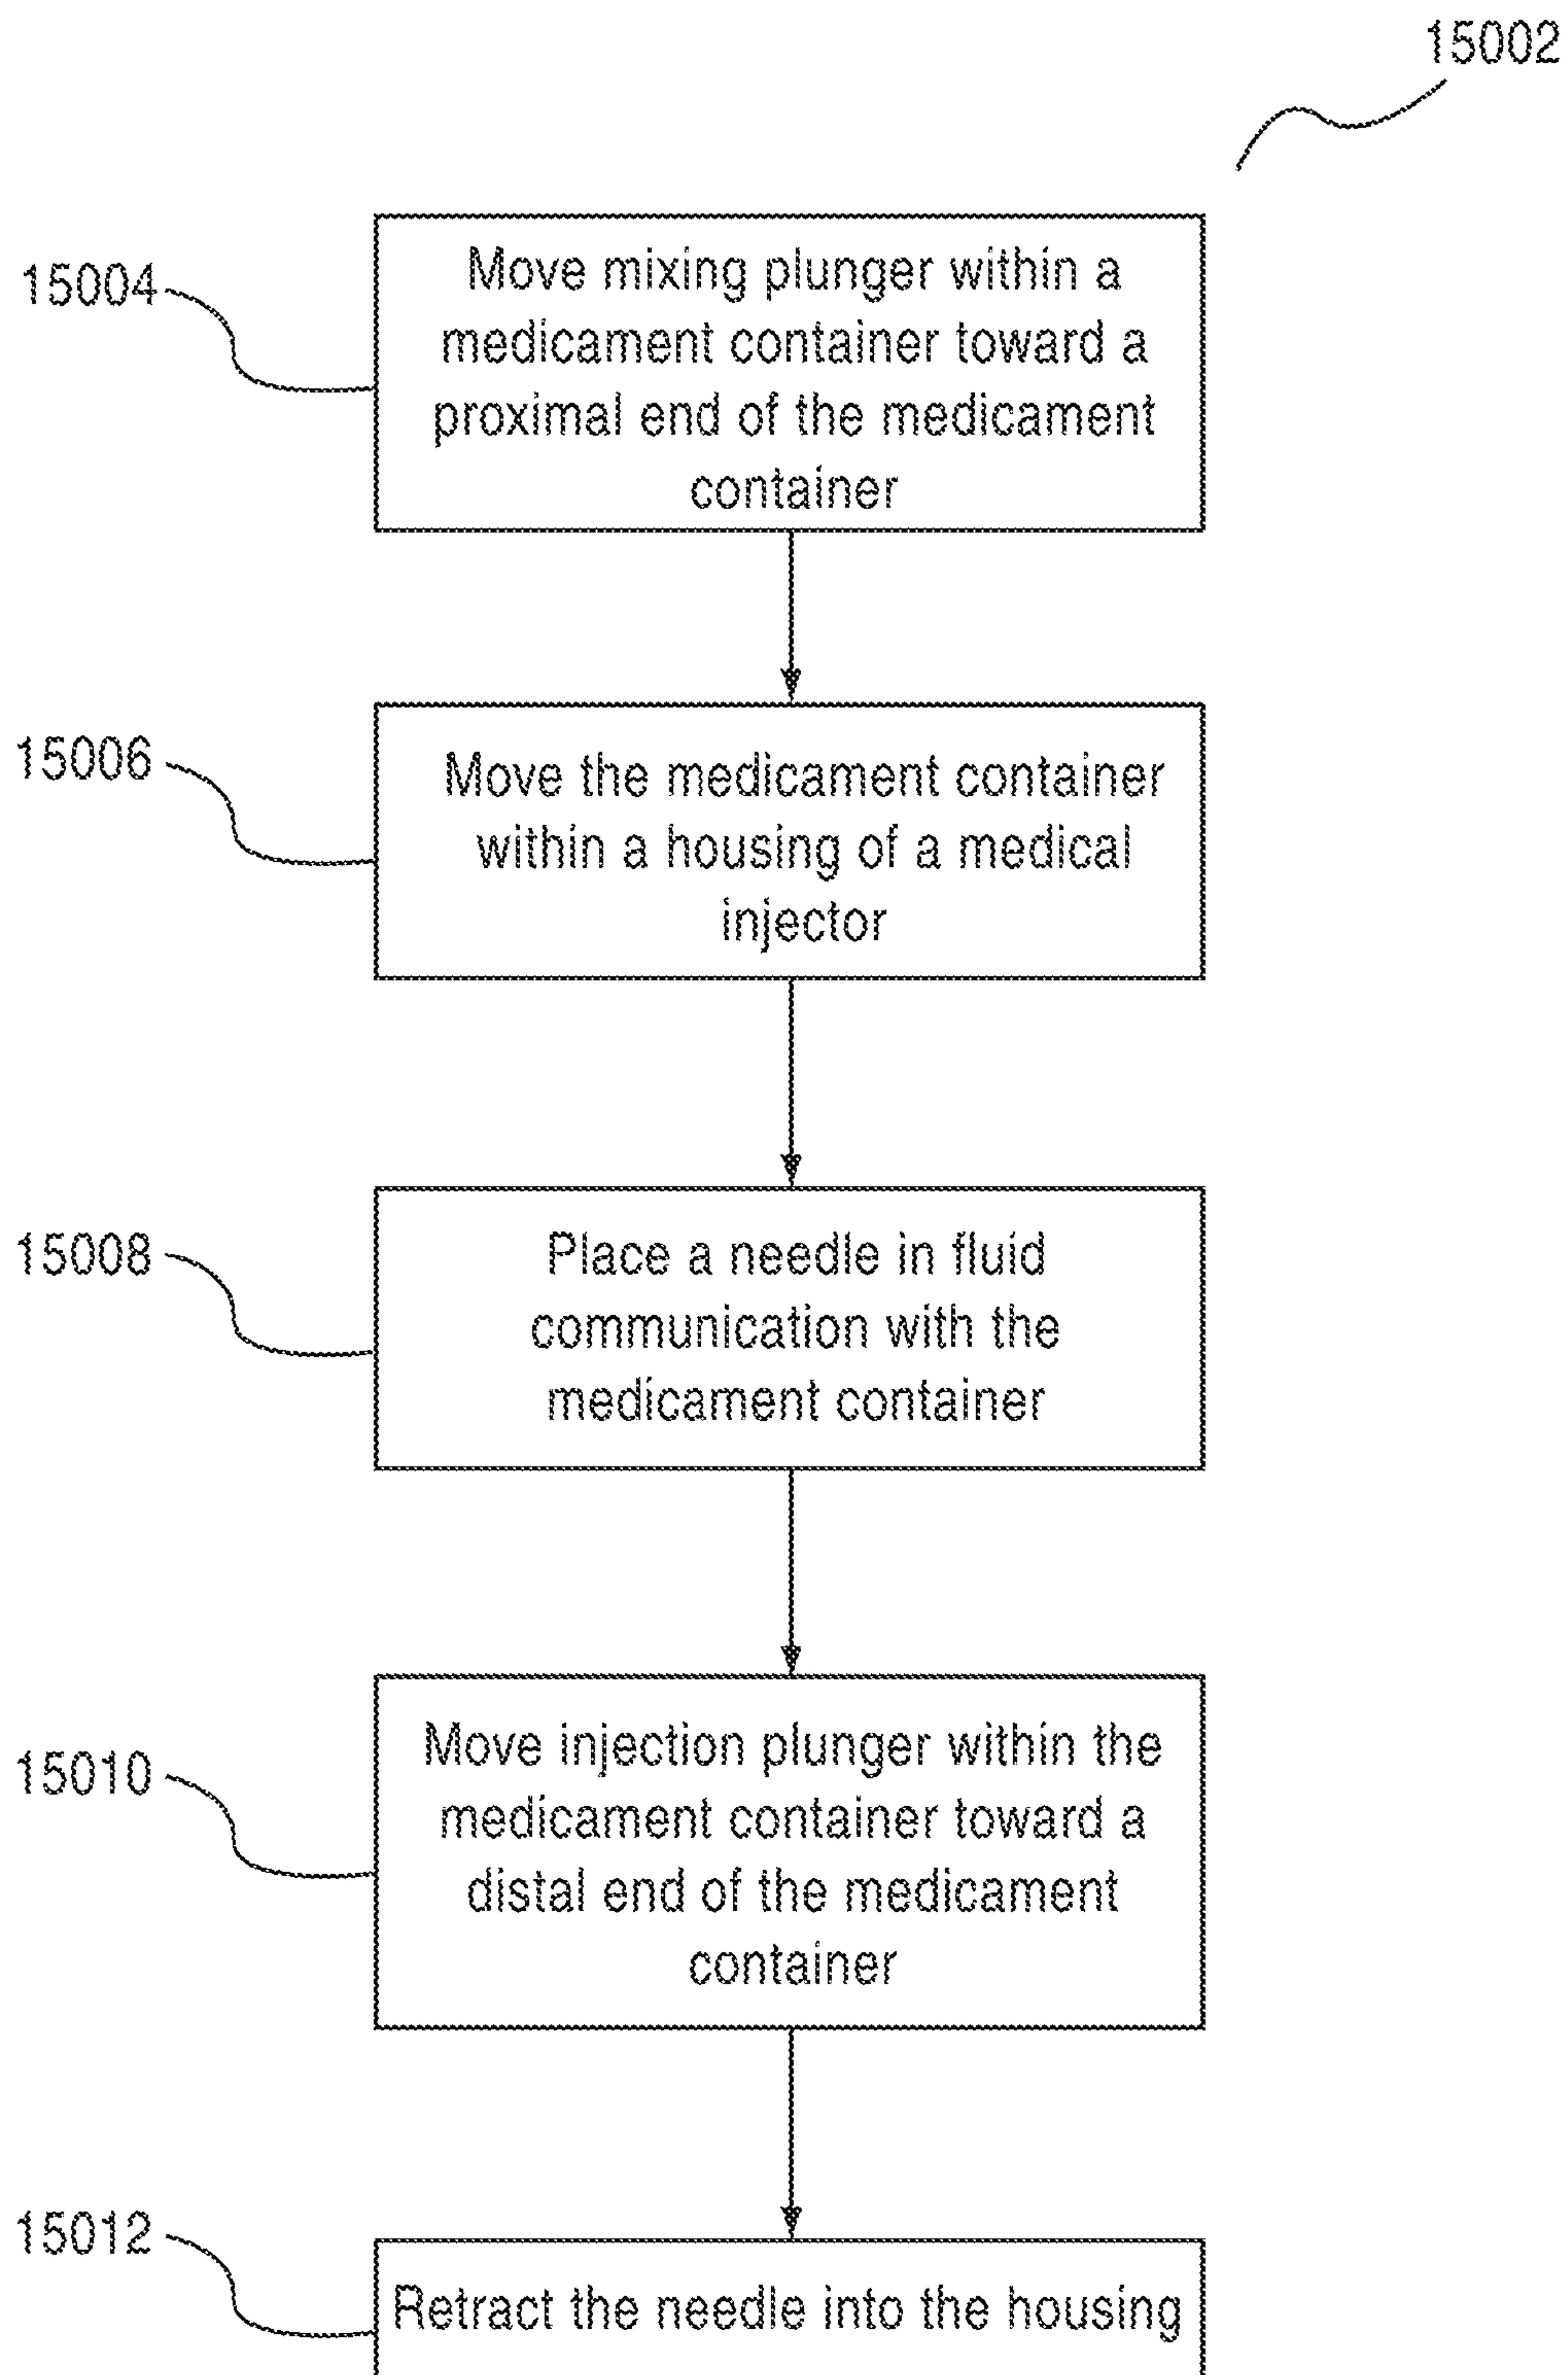 15002
15004
Move mixing plunger within a
medicament container toward a
proximal end of the medicament
container
15006
Move the medicament container
within a housing of a medical
injector
15008
Place a needle in fluid
communication with the
medicament container
15010
Move injection plunger within the
medicament container toward a
distal end of the medicament
container
15012
Retract the needle into the housing